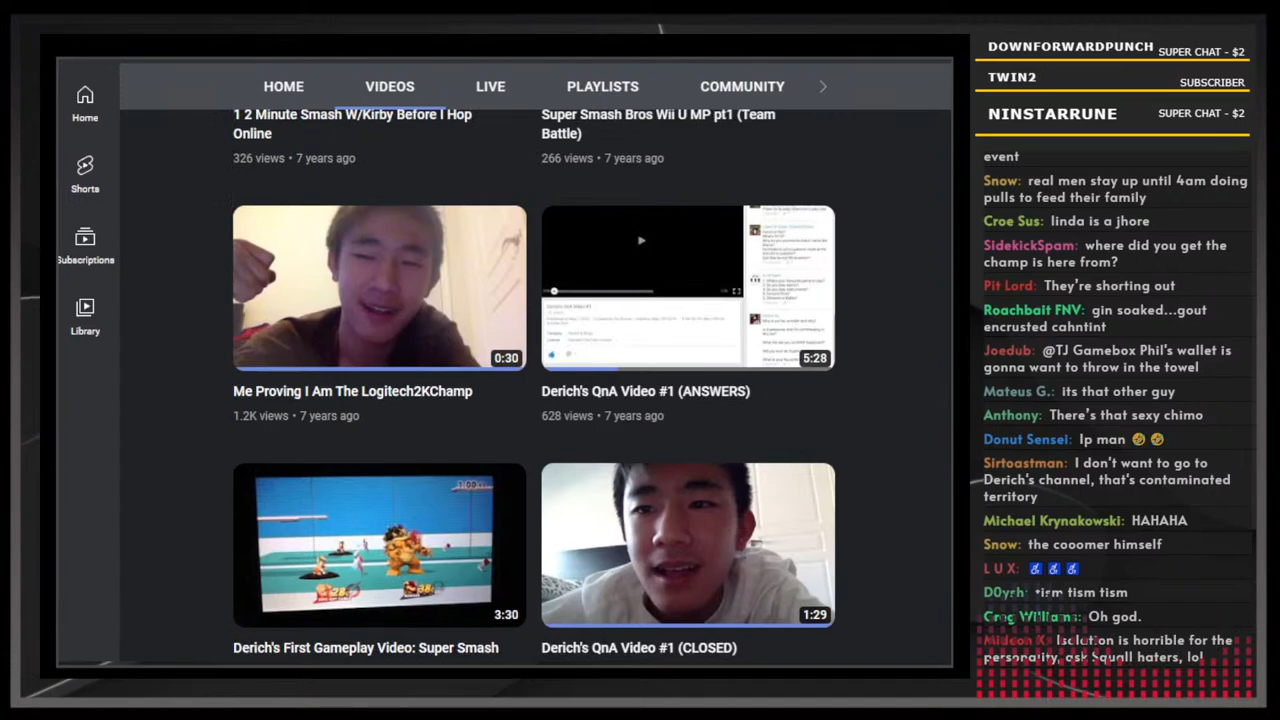 HOME
VIDEOS
LIVE
PLAYLISTS
COMMUNITY
Home
Shorts
Subscriptions
Library
1 2 Minute Smash W/Kirby Before I Hop
Online
326 views • 7 years ago
Super Smash Bros Wii U MP pt1 (Team
Battle)
266 views • 7 years ago
0:30
Me Proving I Am The Logitech2KChamp
1.2K views • 7 years ago
5:28
Derich's QnA Video #1 (ANSWERS)
628 views • 7 years ago
3:30
Derich's First Gameplay Video: Super Smash
1:29
Derich's QnA Video #1 (CLOSED)
DOWNFORWARDPUNCH SUPER CHAT - $2
TWIN2 SUBSCRIBER
NINSTARRUNE SUPER CHAT - $2
event
Snow: real men stay up until 4am doing
pulls to feed their family
Croe Sus: linda is a ihore
Sidekickspam: where did you get the
champ is here from?
Pit Lord: They're shorting out
Roachbait FNV: gin soaked...gout
encrusted cahntint
Joedub: @TJ Gamebox Phil's wallet is
gonna want to throw in the towel
Mateus G.: its that other guy
Anthony: There's that sexy chimo
Donut Sensei: Ip man 🤣 🤣
Sirtoastman: I don't want to go to
Derich's channel, that's contaminated
territory
Michael Krynakowski: HAHAHA
Snow: the cooomer himself
L U X: ♿ ♿ ♿
tism tism
Greg Williams: Oh god.
Isolation is horrible for the
personality, ask Squall haters, lol